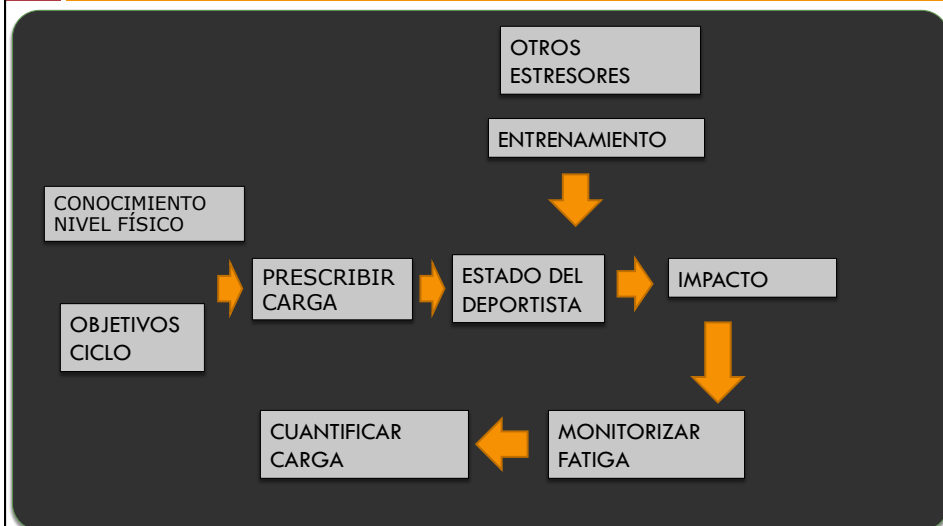 OTROS
ESTRESORES
ENTRENAMIENTO
CONOCIMIENTO
NIVEL FÍSICO
OBJETIVOS
CICLO
PRESCRIBIR
CARGA
ESTADO DEL
DEPORTISTA
IMPACTO
MONITORIZAR
FATIGA
CUANTIFICAR
CARGA